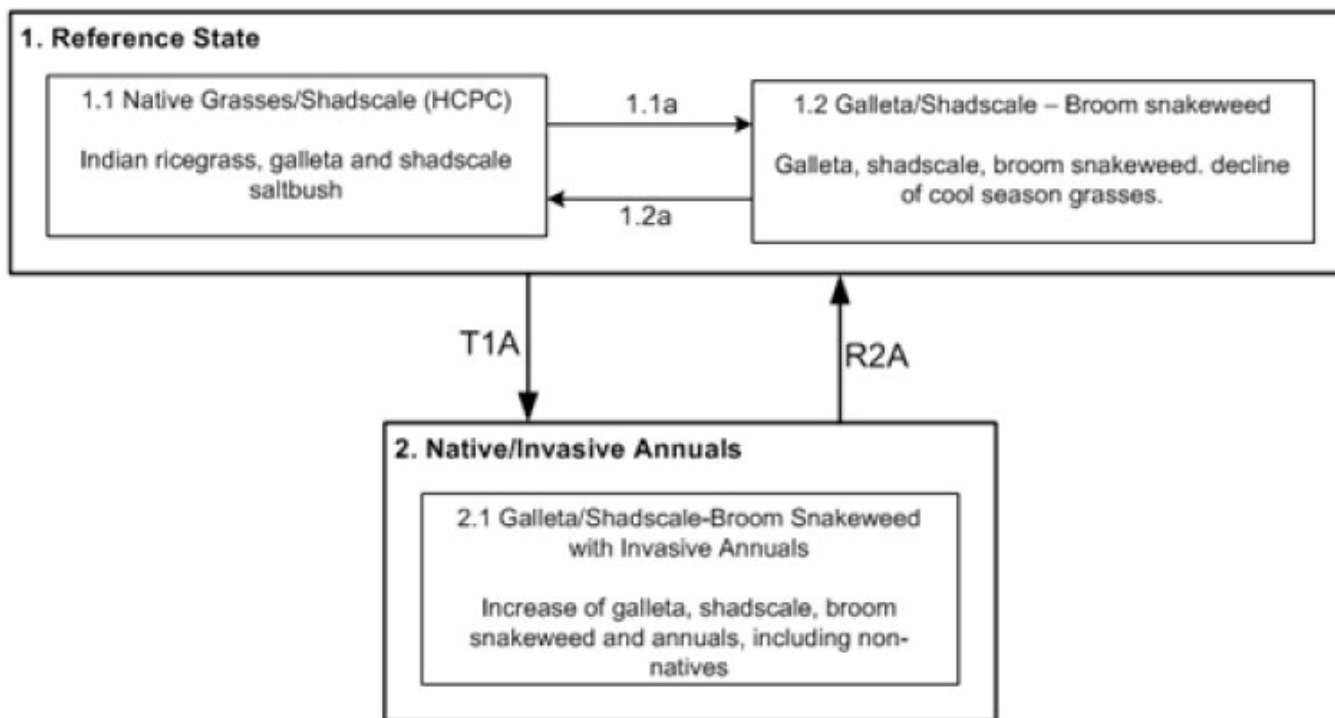 1. Reference State
1.1 Native Grasses/Shadscale (HCPC)
Indian ricegrass, galleta and shadscale
saltbush
1.1a
1.2a
1.2 Galleta/Shadscale – Broom snakeweed
Galleta, shadscale, broom snakeweed. decline
of cool season grasses.
T1A
R2A
2. Native/Invasive Annuals
2.1 Galleta/Shadscale-Broom Snakeweed
with Invasive Annuals
Increase of galleta, shadscale, broom
snakeweed and annuals, including non-
natives